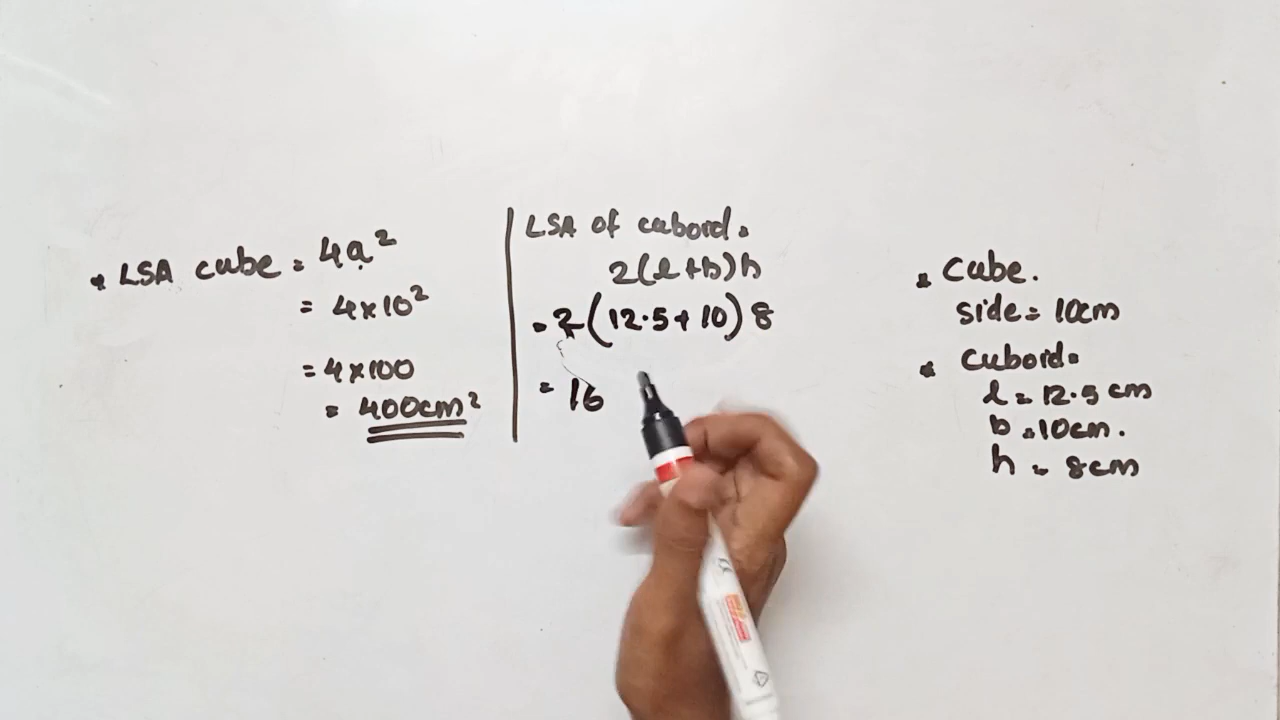 * LSA cube = 4a²
= 4×10²
= 4×100
= 400cm²
LSA of cuboid =
2(l+b)h
= 2(12.5+10)8
= 16
* Cube.
side = 10cm
* Cuboid =
l = 12.5 cm
b = 10cm.
h = 8cm